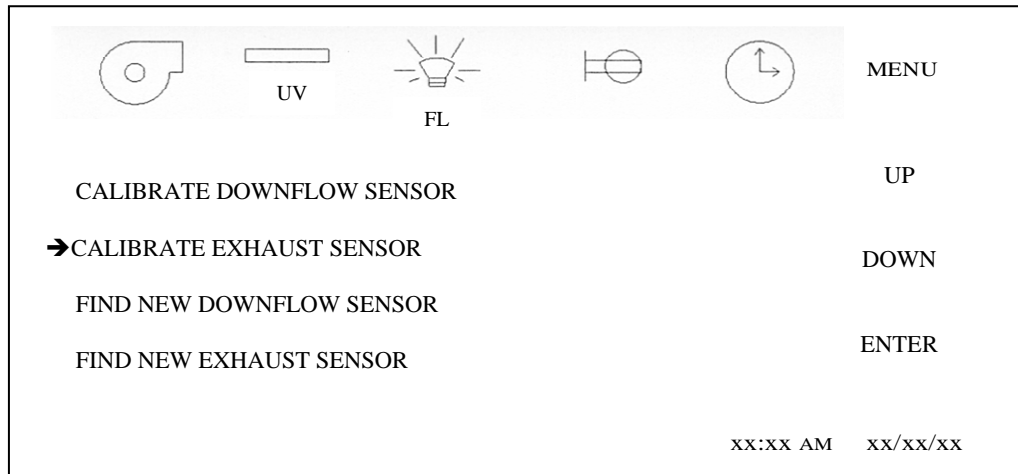 MENU
UV
FL
UP
CALIBRATE DOWNFLOW SENSOR
➔CALIBRATE EXHAUST SENSOR
DOWN
FIND NEW DOWNFLOW SENSOR
ENTER
FIND NEW EXHAUST SENSOR
xx:xx AM xx/xx/xx